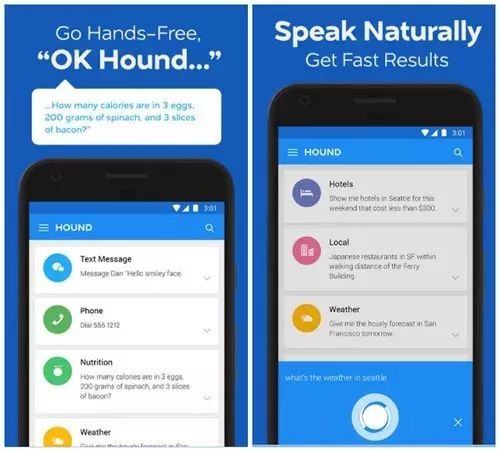 Go Hands-Free,
“OK Hound...”
...How many calories are in 3 eggs,
200 grams of spinach, and 3 slices
of bacon?”
3:01
HOUND
Text Message
Message Dan “Hello smiley face.
Phone
Dial 555 1212
Nutrition
How many calories are in 3 eggs,
200 grams of spinach, and 3 slices
of bacon?
Weather
Give me the hourly forecast in San
Speak Naturally
Get Fast Results
3:01
HOUND
Hotels
Show me hotels in Seattle for this
weekend that cost less than $300.
Local
Japanese restaurants in SF within
walking distance of the Ferry
Building.
Weather
Give me the hourly forecast in San
Francisco tomorrow.
what's the weather in seattle